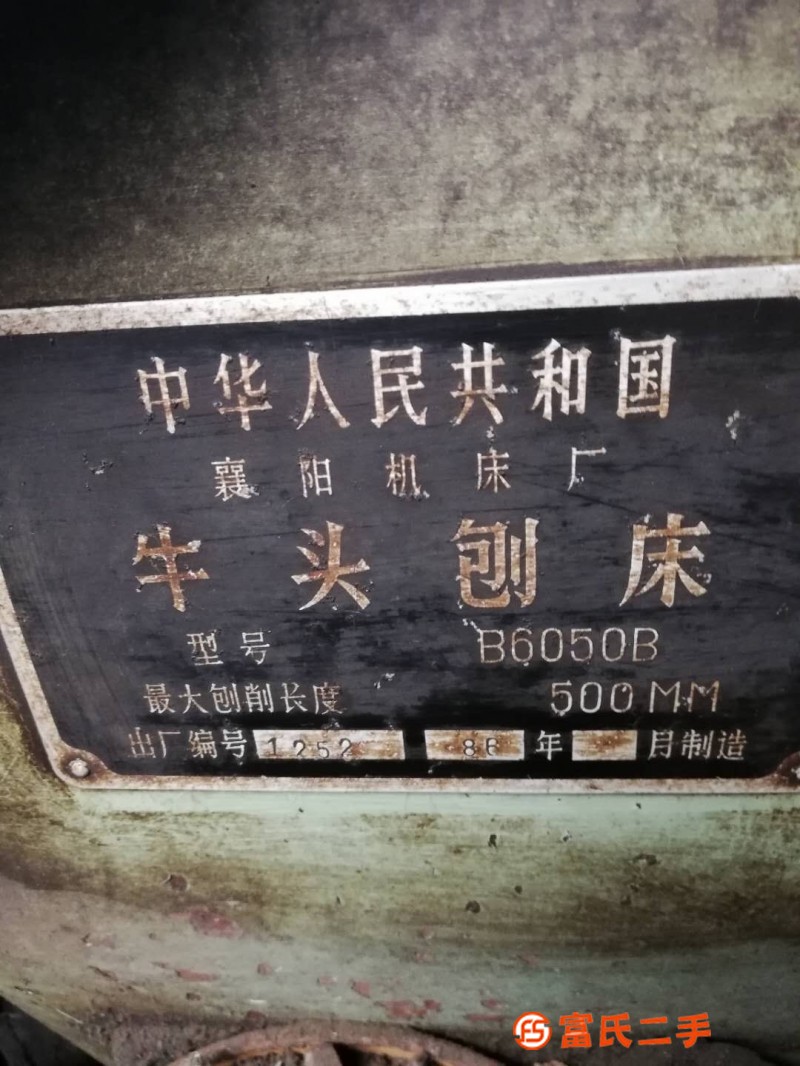 中华人民共和国
襄阳机床厂
牛头刨床
型号 B6050B
最大刨削长度 500MM
出厂编号 1252 86年 月制造
富氏二手